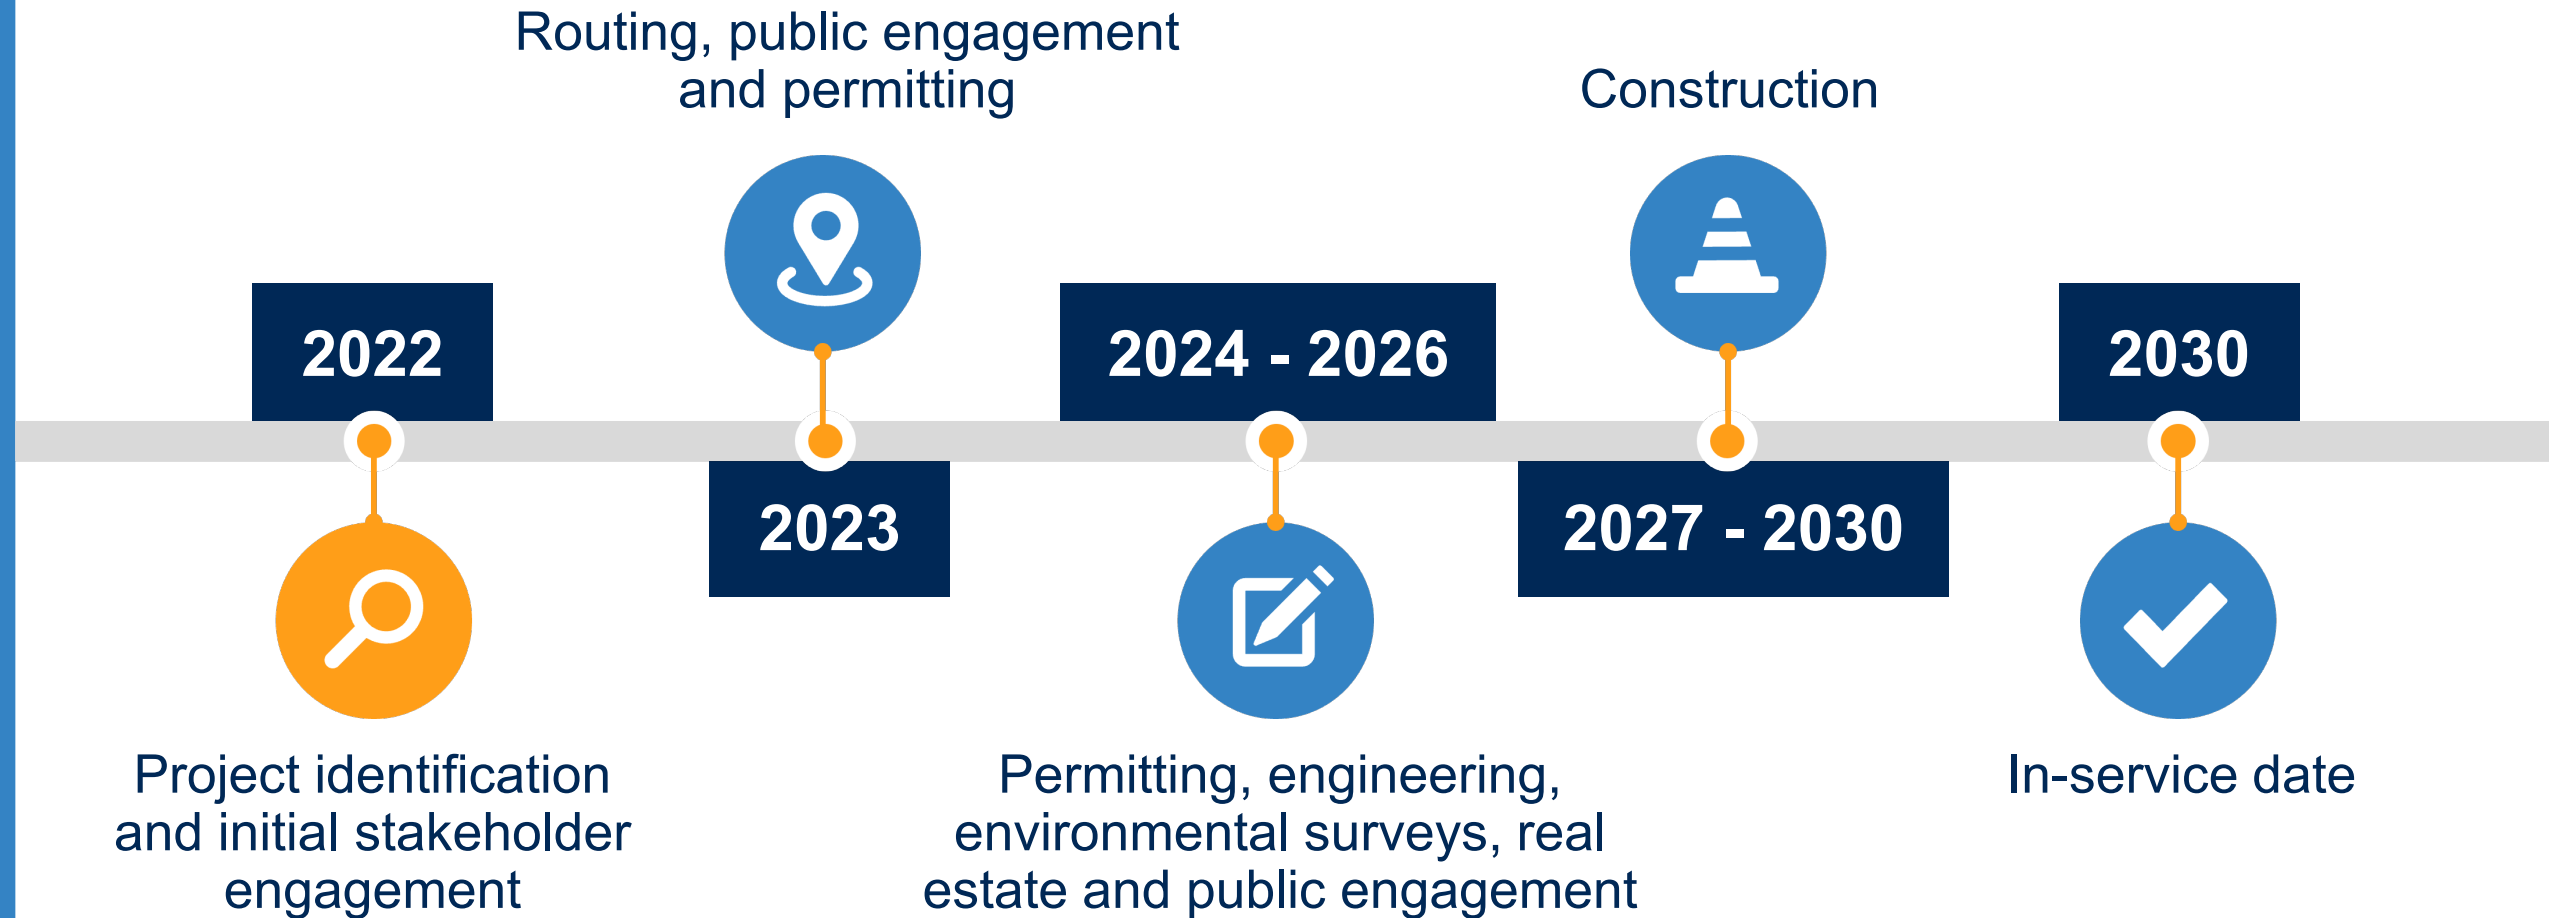 Routing, public engagement
and permitting
Construction
2022
2024 - 2026
2030
2023
2027 - 2030
Project identification
and initial stakeholder
engagement
Permitting, engineering,
environmental surveys, real
estate and public engagement
In-service date